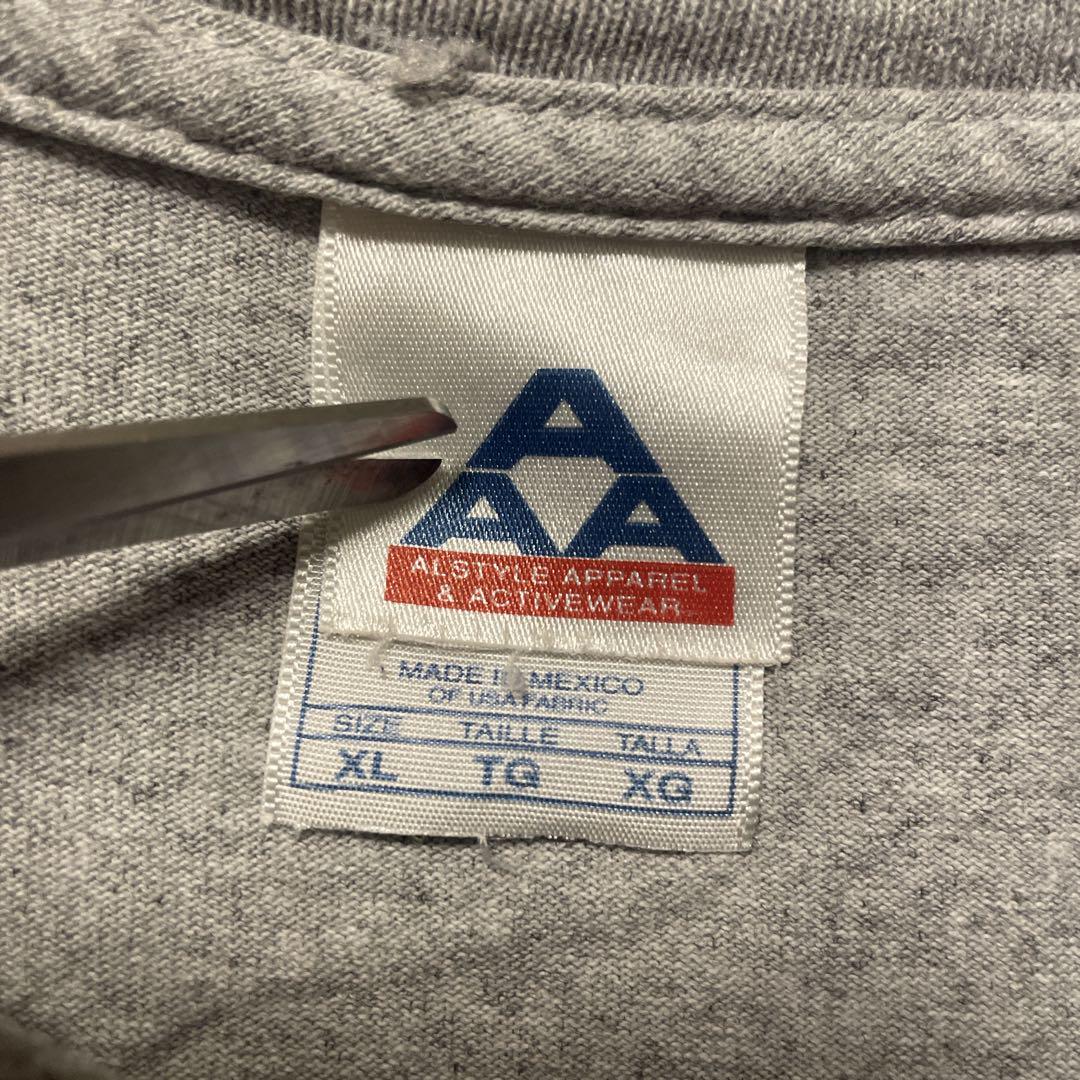 AAA
ALSTYLE APPAREL
& ACTIVEWEAR
MADE IN MEXICO
OF USA FABRIC
SIZE TAILLE TALLA
XL TG XG